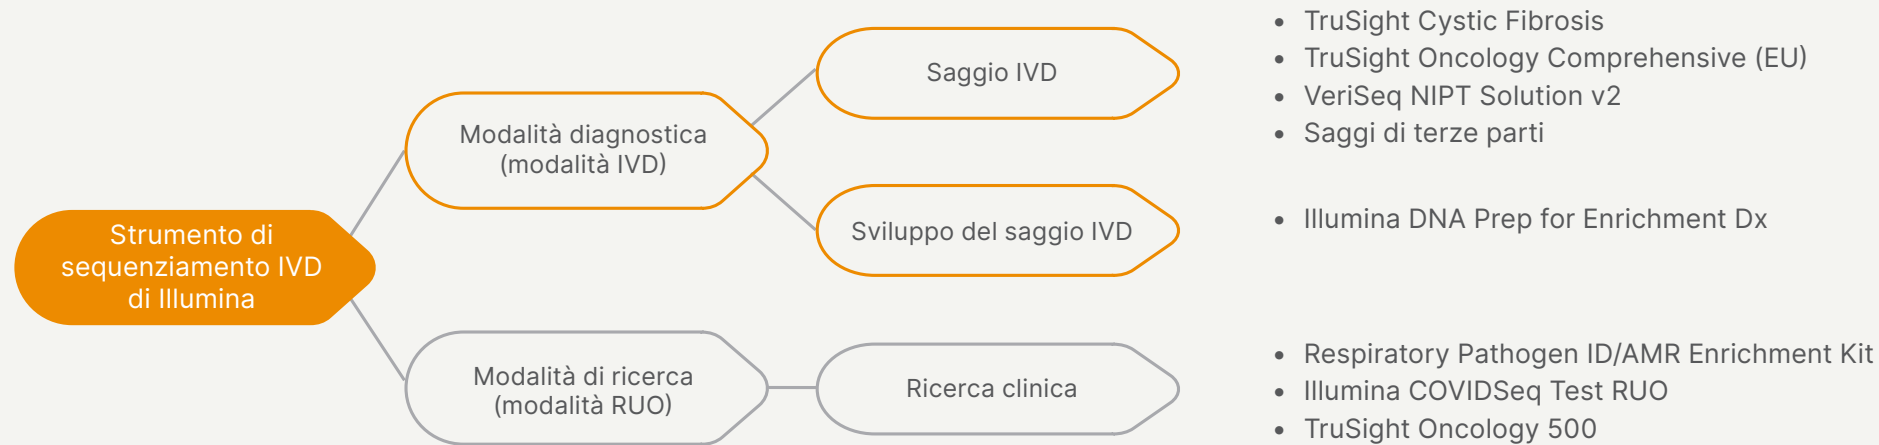 Strumento di
sequenziamento IVD
di Illumina
Modalità diagnostica
(modalità IVD)
Saggio IVD
• TruSight Cystic Fibrosis
• TruSight Oncology Comprehensive (EU)
• VeriSeq NIPT Solution v2
• Saggi di terze parti
Sviluppo del saggio IVD
• Illumina DNA Prep for Enrichment Dx
Modalità di ricerca
(modalità RUO)
Ricerca clinica
• Respiratory Pathogen ID/AMR Enrichment Kit
• Illumina COVIDSeq Test RUO
• TruSight Oncology 500